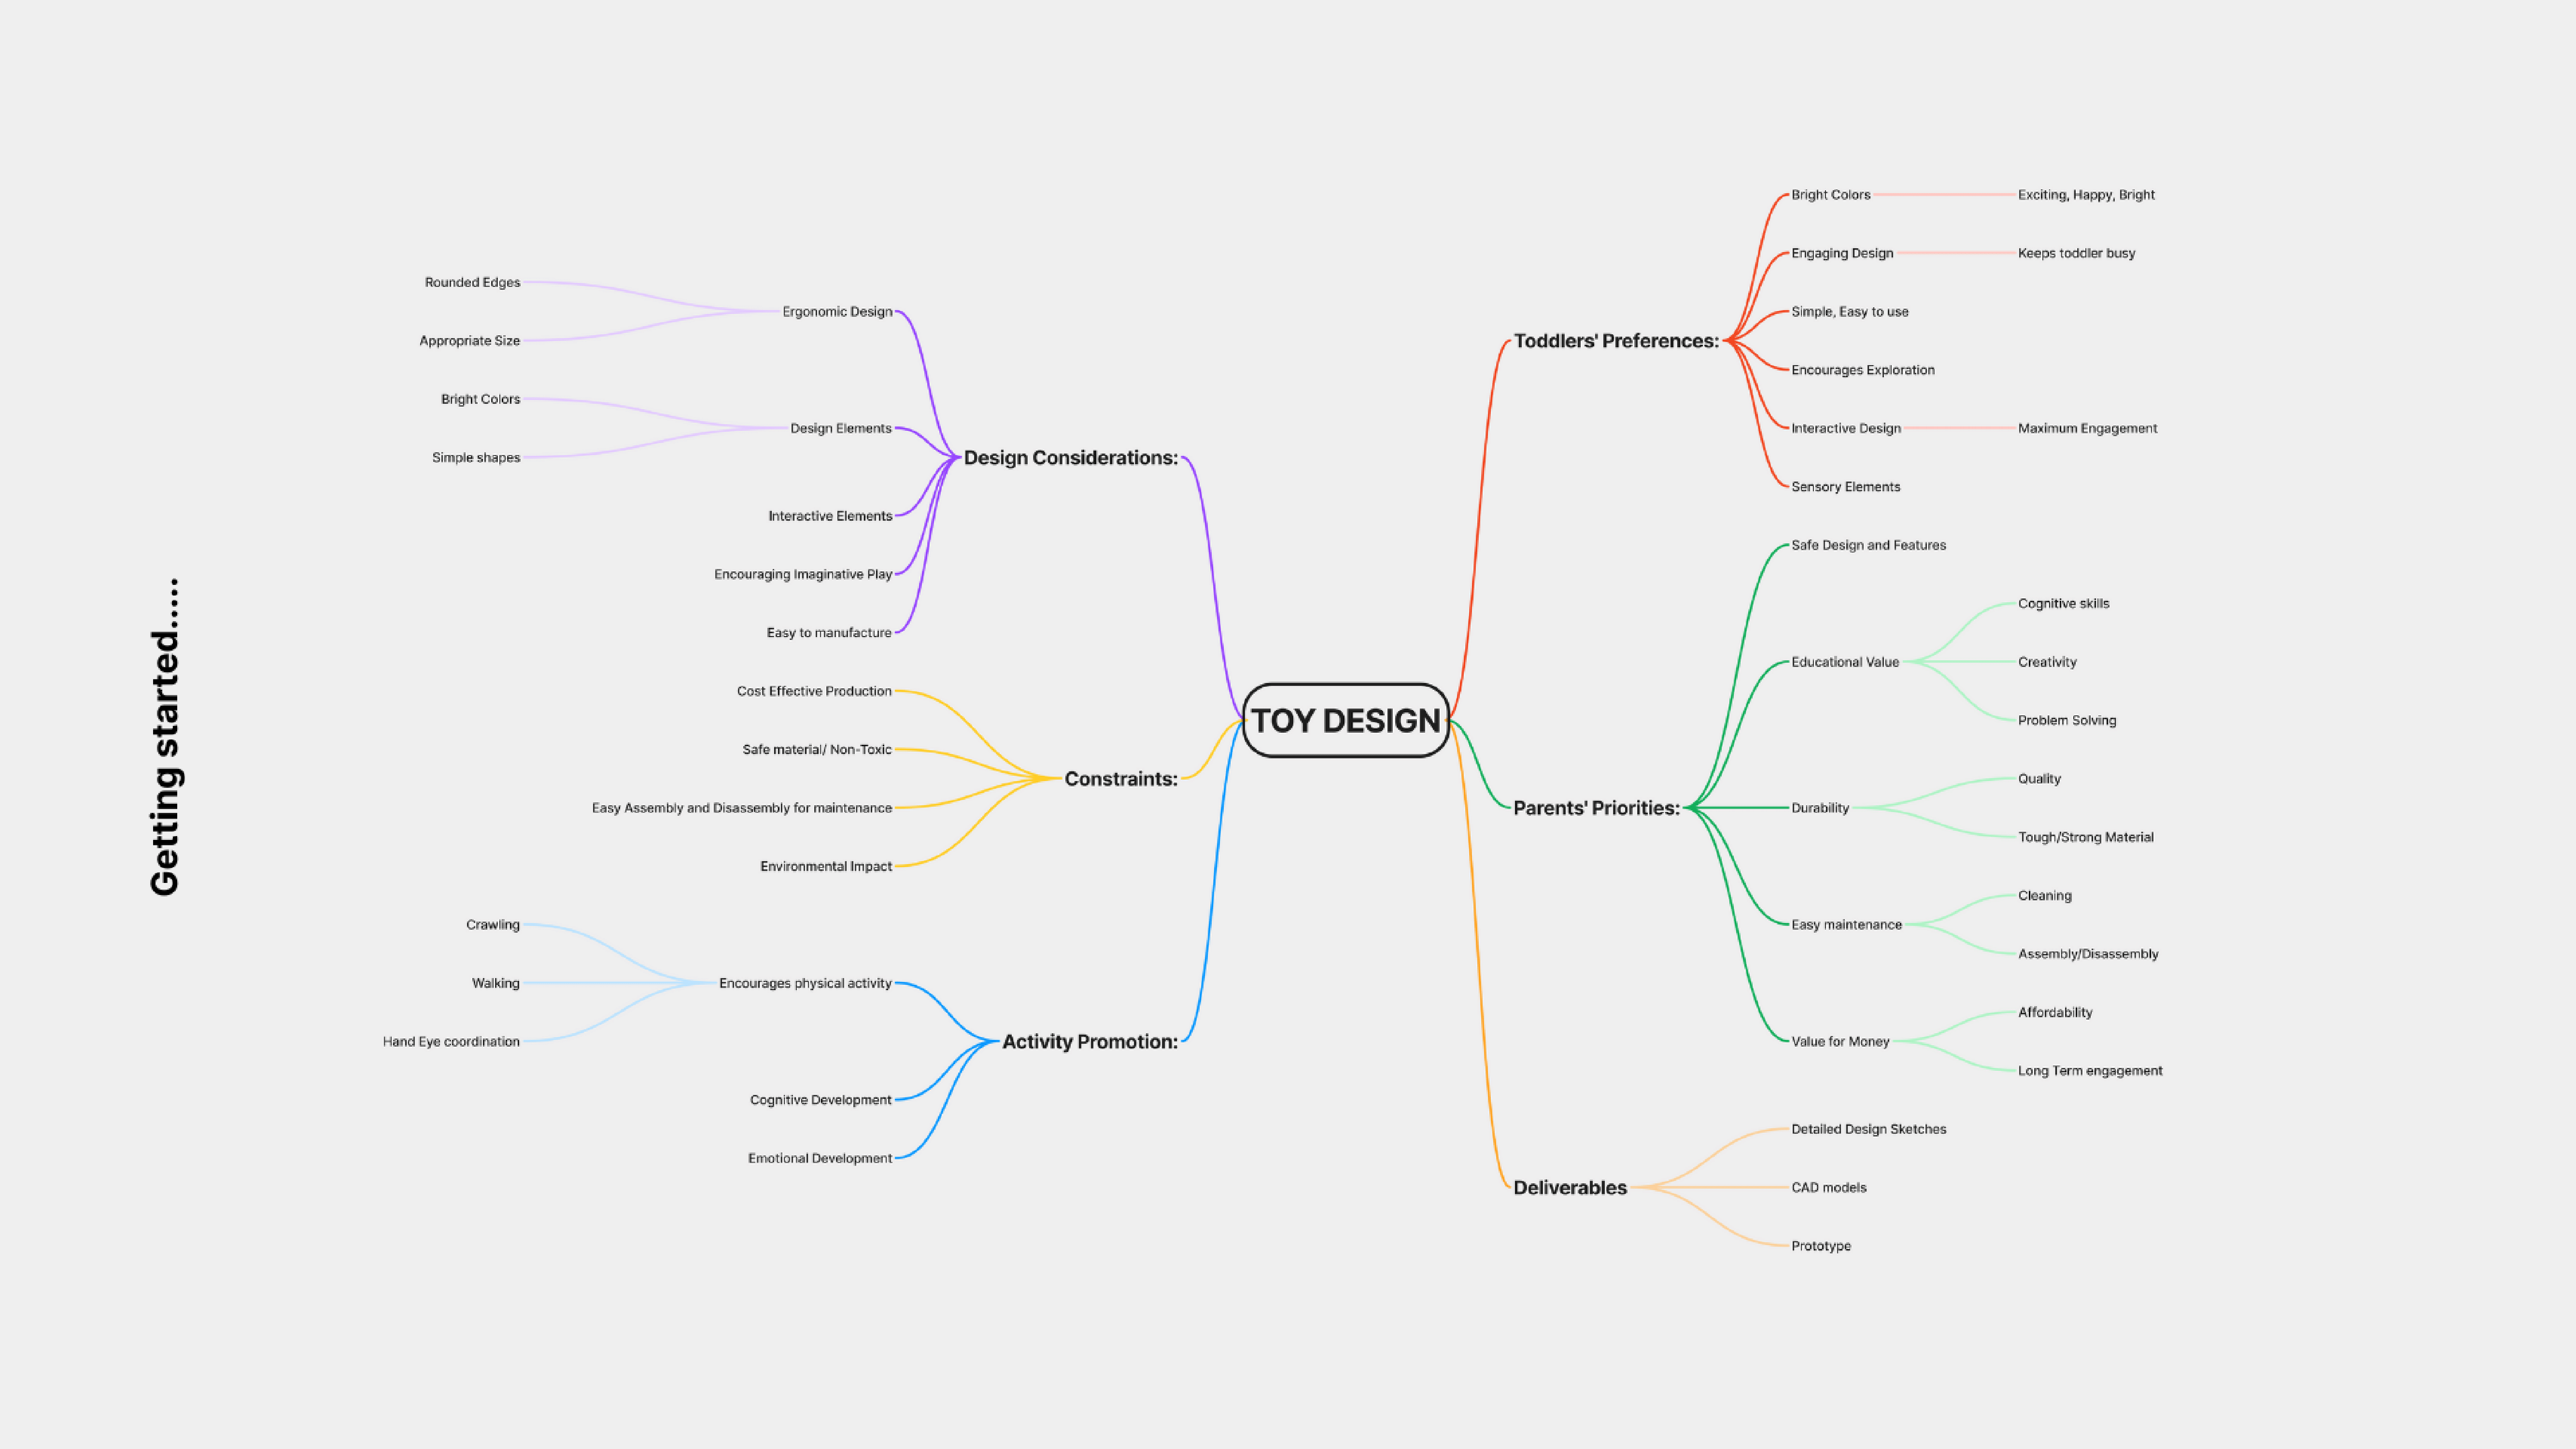 Getting started.....
TOY DESIGN
Design Considerations:
Ergonomic Design
Rounded Edges
Appropriate Size
Design Elements
Bright Colors
Simple shapes
Interactive Elements
Encouraging Imaginative Play
Easy to manufacture
Constraints:
Cost Effective Production
Safe material/ Non-Toxic
Easy Assembly and Disassembly for maintenance
Environmental Impact
Activity Promotion:
Encourages physical activity
Crawling
Walking
Hand Eye coordination
Cognitive Development
Emotional Development
Toddlers' Preferences:
Bright Colors
Exciting, Happy, Bright
Engaging Design
Keeps toddler busy
Simple, Easy to use
Encourages Exploration
Interactive Design
Maximum Engagement
Sensory Elements
Parents' Priorities:
Safe Design and Features
Educational Value
Cognitive skills
Creativity
Problem Solving
Durability
Quality
Tough/Strong Material
Easy maintenance
Cleaning
Assembly/Disassembly
Value for Money
Affordability
Long Term engagement
Deliverables
Detailed Design Sketches
CAD models
Prototype